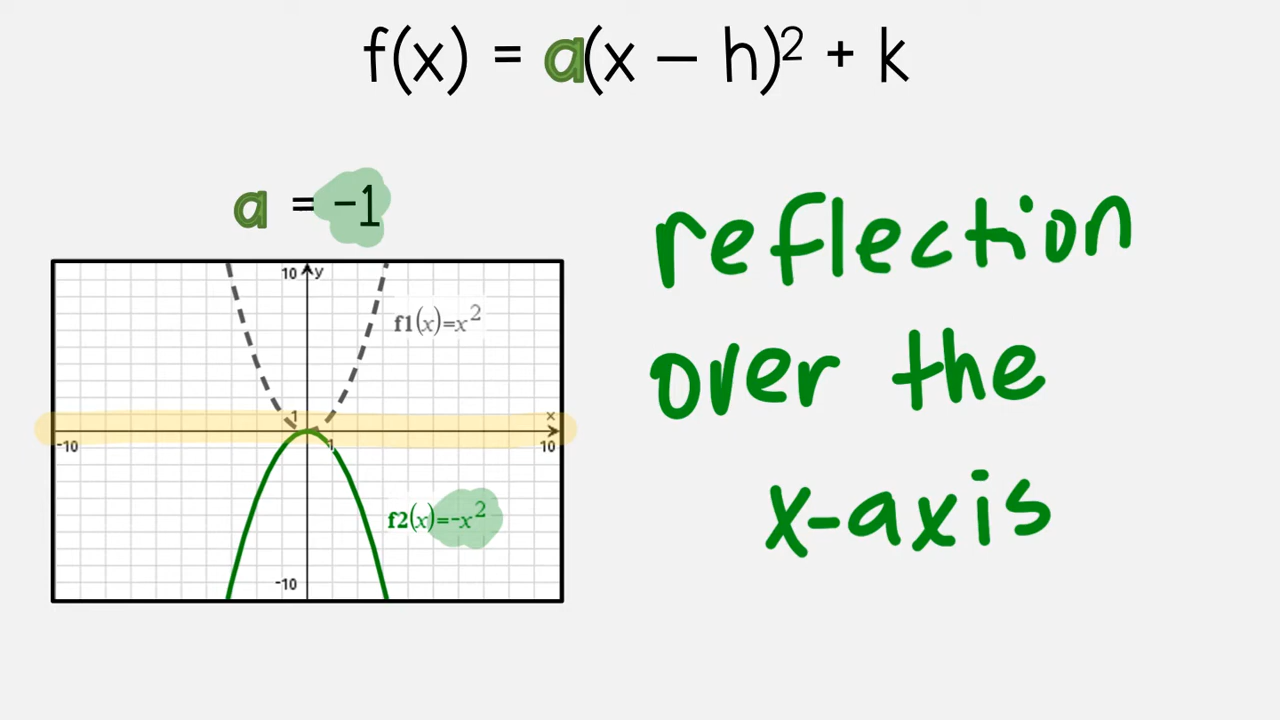 f(x) = a(x − h)² + k
a = −1
reflection
over the
x-axis
10 y
f1(x)=x²
1 x
-10 1 10
f2(x)=-x²
-10